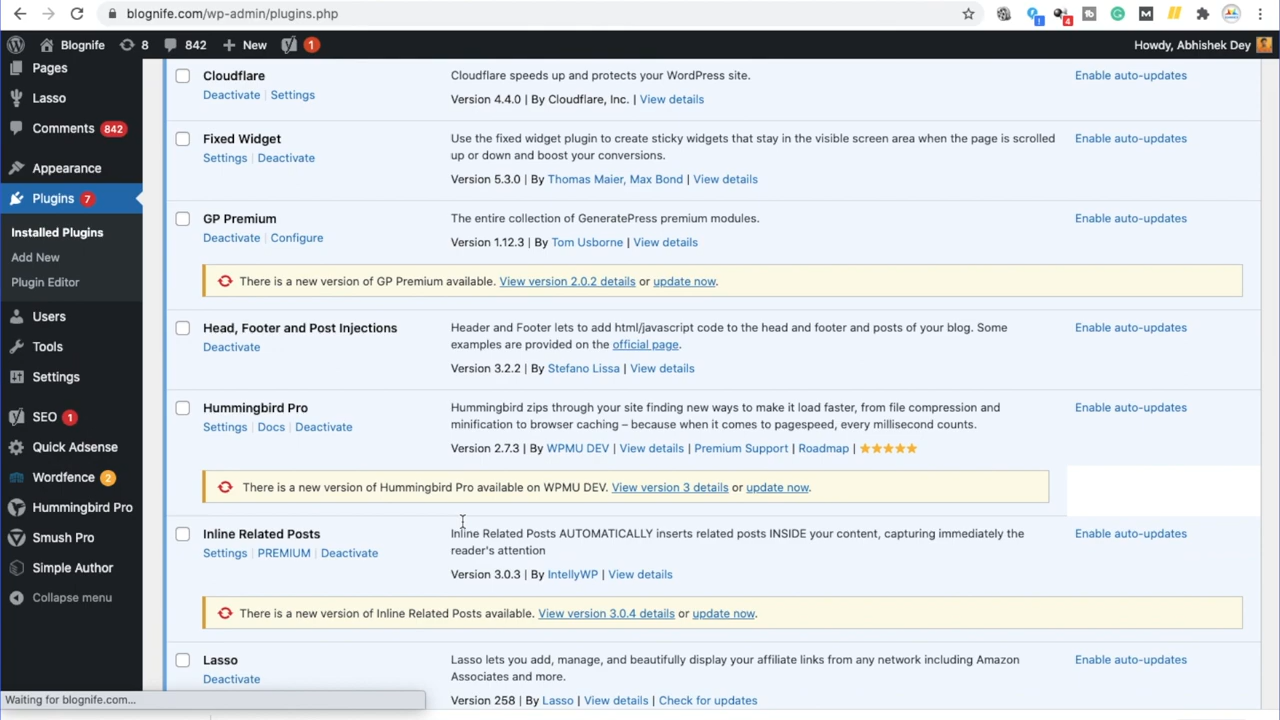 blognife.com/wp-admin/plugins.php
1
4
Blognife
8
842
New
1
Howdy, Abhishek Dey
Pages
Lasso
Comments 842
Appearance
Plugins 7
Installed Plugins
Add New
Plugin Editor
Users
Tools
Settings
SEO 1
Quick Adsense
Wordfence 2
Hummingbird Pro
Smush Pro
Simple Author
Collapse menu
Cloudflare
Deactivate | Settings
Cloudflare speeds up and protects your WordPress site.
Version 4.4.0 | By Cloudflare, Inc. | View details
Enable auto-updates
Fixed Widget
Settings | Deactivate
Use the fixed widget plugin to create sticky widgets that stay in the visible screen area when the page is scrolled
up or down and boost your conversions.
Version 5.3.0 | By Thomas Maier, Max Bond | View details
Enable auto-updates
GP Premium
Deactivate | Configure
The entire collection of GeneratePress premium modules.
Version 1.12.3 | By Tom Usborne | View details
Enable auto-updates
There is a new version of GP Premium available. View version 2.0.2 details or update now.
Head, Footer and Post Injections
Deactivate
Header and Footer lets to add html/javascript code to the head and footer and posts of your blog. Some
examples are provided on the official page.
Version 3.2.2 | By Stefano Lissa | View details
Enable auto-updates
Hummingbird Pro
Settings | Docs | Deactivate
Hummingbird zips through your site finding new ways to make it load faster, from file compression and
minification to browser caching – because when it comes to pagespeed, every millisecond counts.
Version 2.7.3 | By WPMU DEV | View details | Premium Support | Roadmap | ★★★★★
Enable auto-updates
There is a new version of Hummingbird Pro available on WPMU DEV. View version 3 details or update now.
Inline Related Posts
Settings | PREMIUM | Deactivate
Inline Related Posts AUTOMATICALLY inserts related posts INSIDE your content, capturing immediately the
reader's attention
Version 3.0.3 | By IntellyWP | View details
Enable auto-updates
There is a new version of Inline Related Posts available. View version 3.0.4 details or update now.
Lasso
Deactivate
Lasso lets you add, manage, and beautifully display your affiliate links from any network including Amazon
Associates and more.
Version 258 | By Lasso | View details | Check for updates
Enable auto-updates
Waiting for blognife.com...